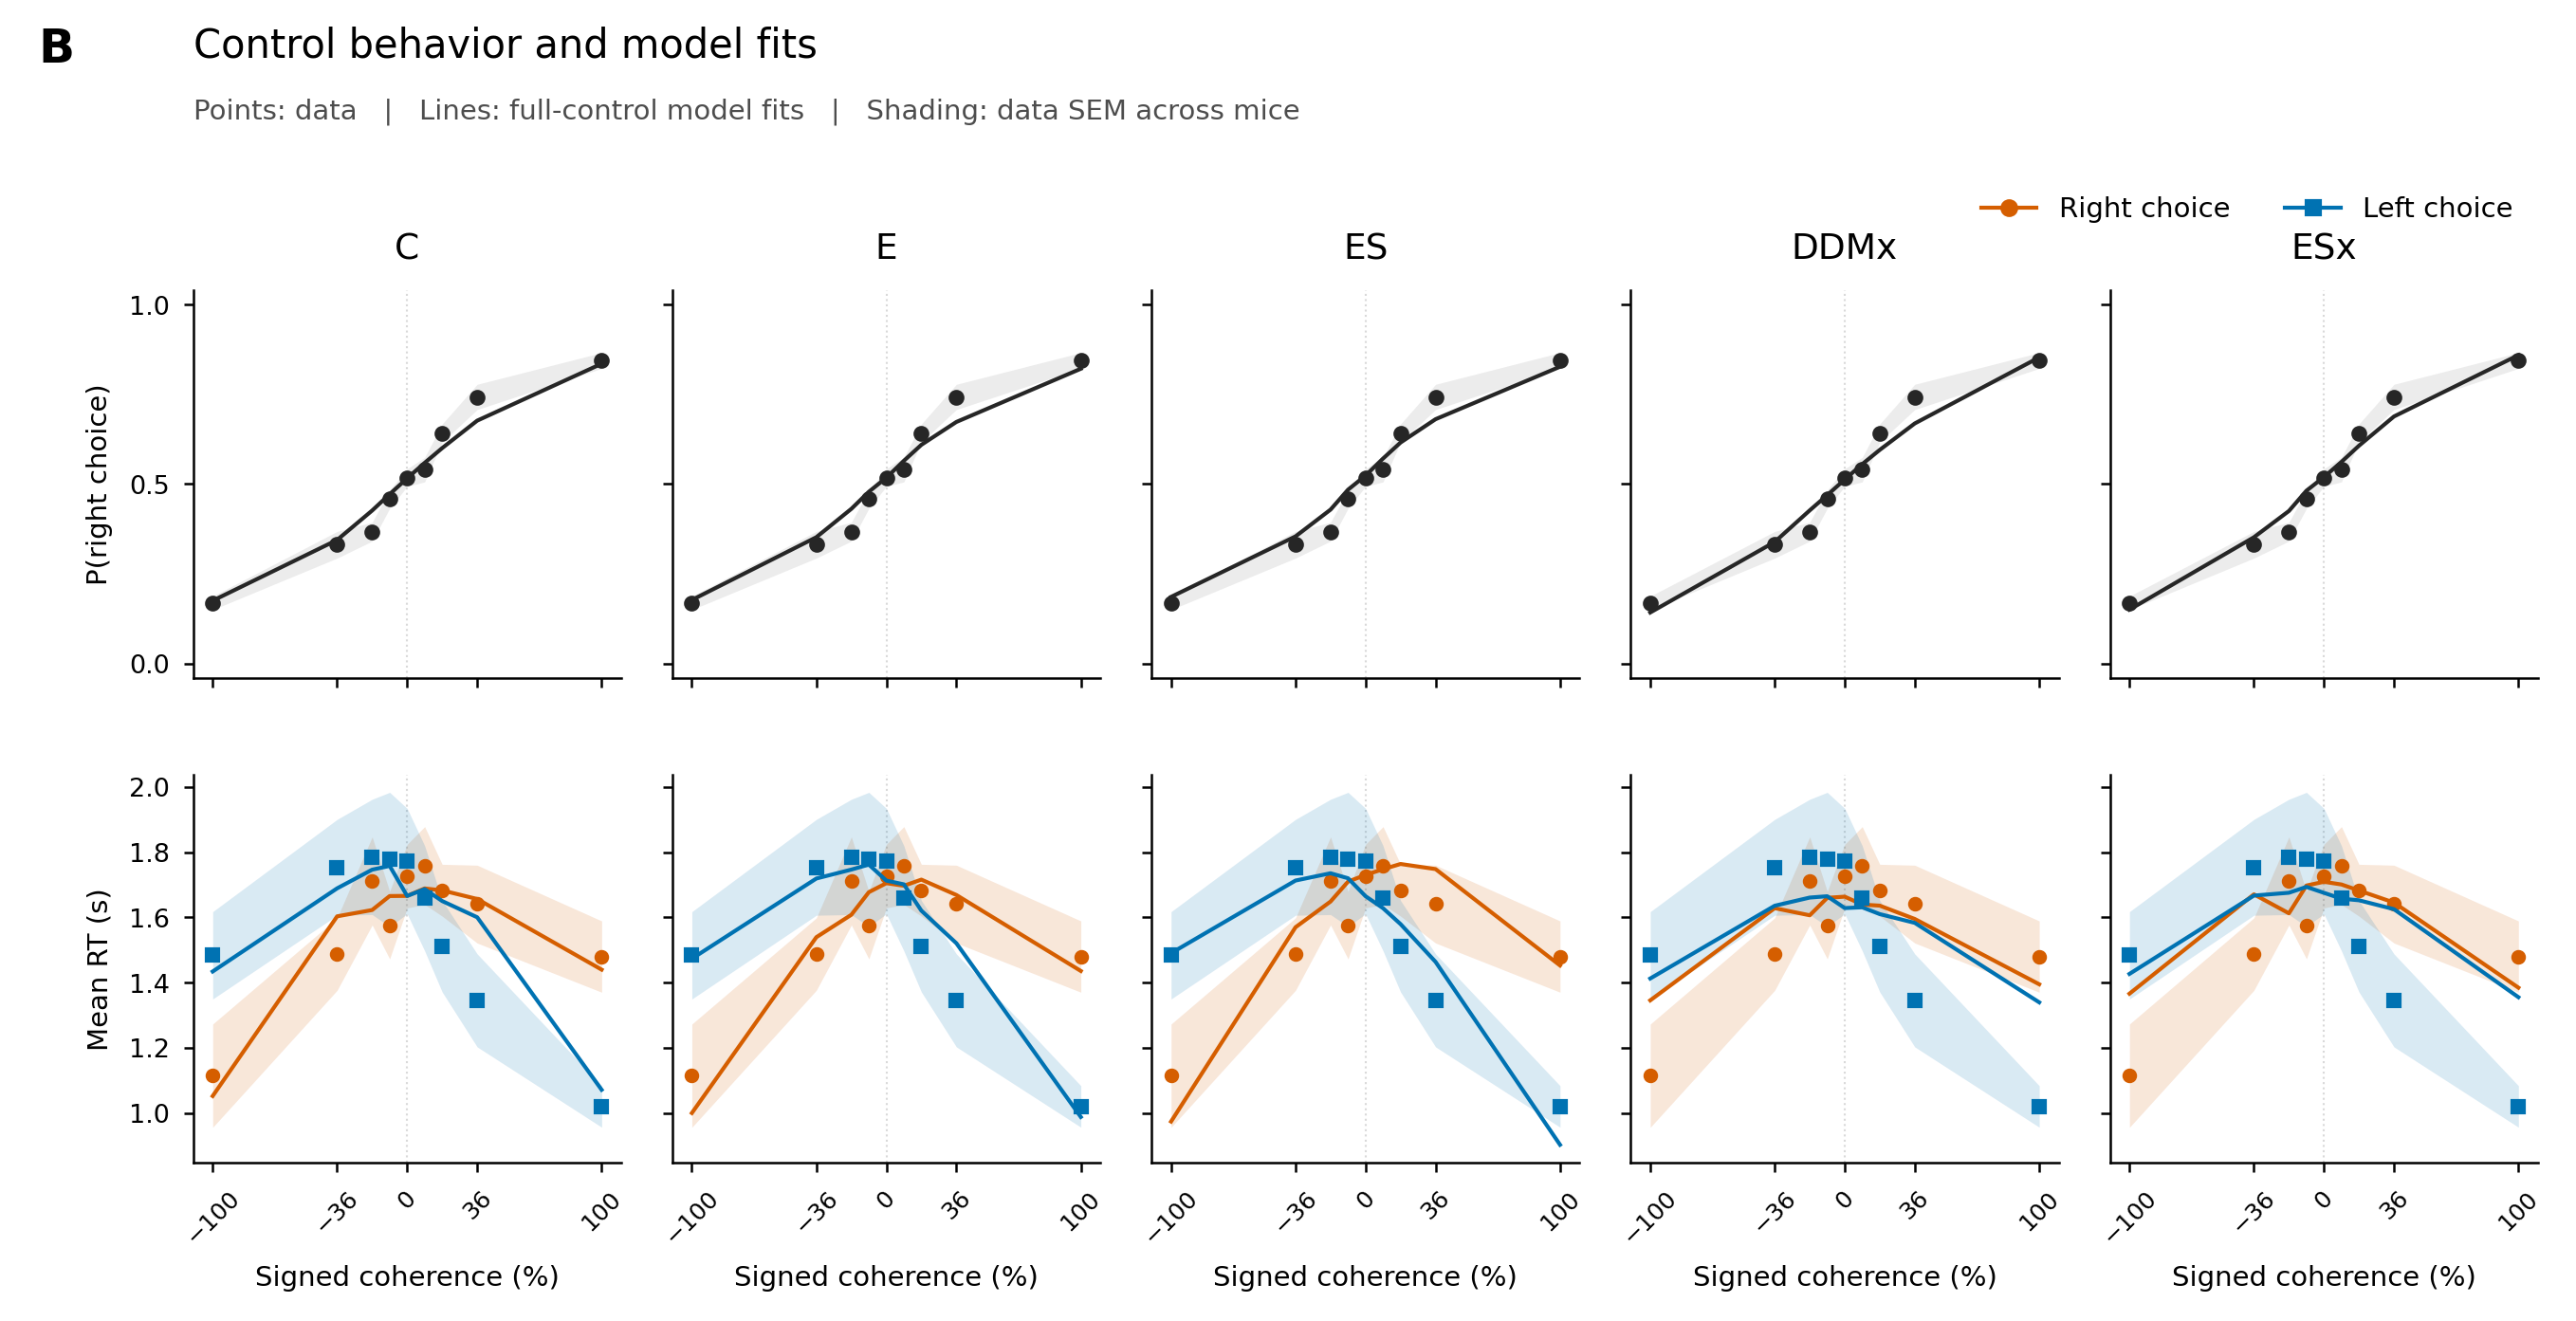 B Control behavior and model fits
Points: data | Lines: full-control model fits | Shading: data SEM across mice
Right choice Left choice
C E ES DDMx ESx
P(right choice)
1.0
0.5
0.0
Mean RT (s)
2.0
1.8
1.6
1.4
1.2
1.0
−100 −36 0 36 100 −100 −36 0 36 100 −100 −36 0 36 100 −100 −36 0 36 100 −100 −36 0 36 100
Signed coherence (%) Signed coherence (%) Signed coherence (%) Signed coherence (%) Signed coherence (%)